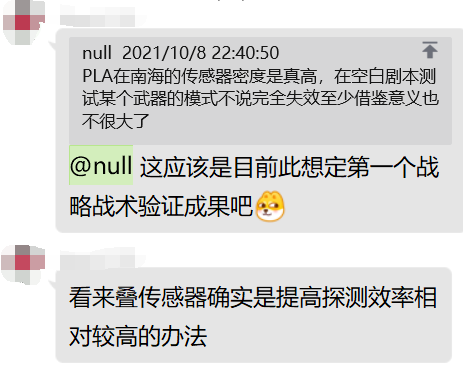 null 2021/10/8 22:40:50
PLA在南海的传感器密度是真高，在空白剧本测
试某个武器的模式不说完全失效至少借鉴意义也
不很大了
@null 这应该是目前此想定第一个战
略战术验证成果吧
看来叠传感器确实是提高探测效率相
对较高的办法